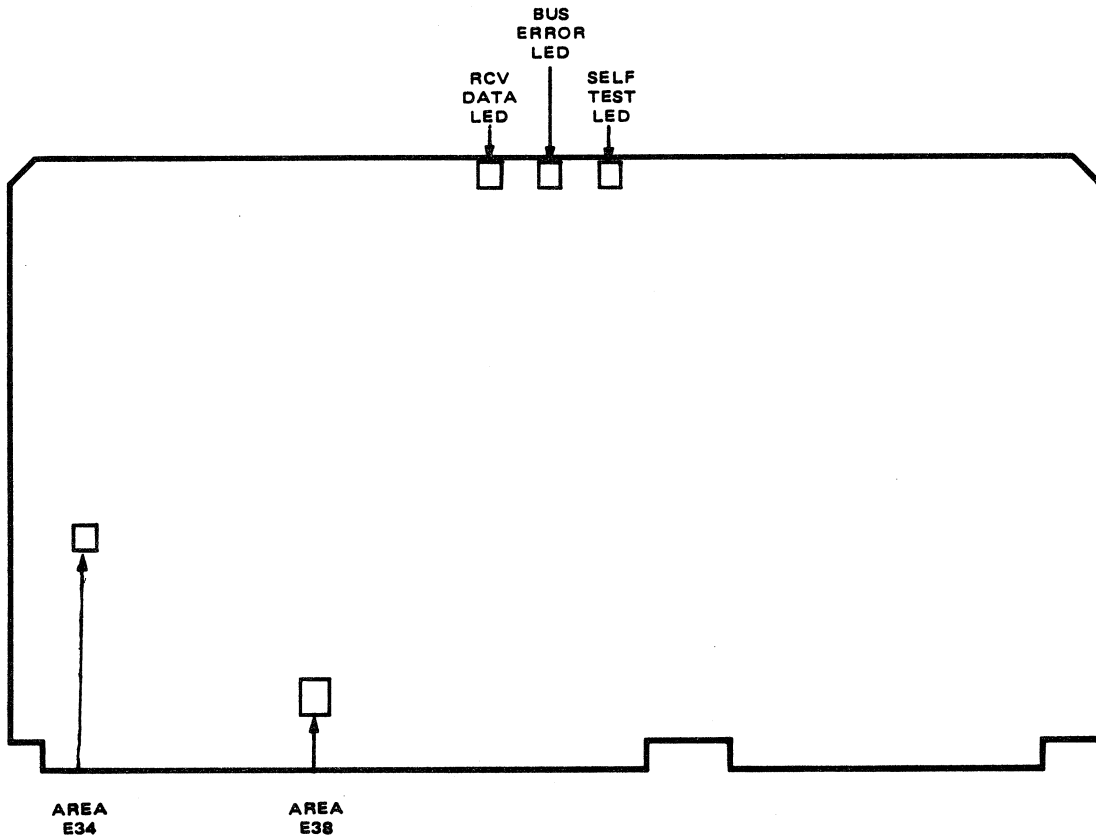 BUS
ERROR
LED
RCV
DATA
LED
SELF
TEST
LED
AREA
E34
AREA
E38